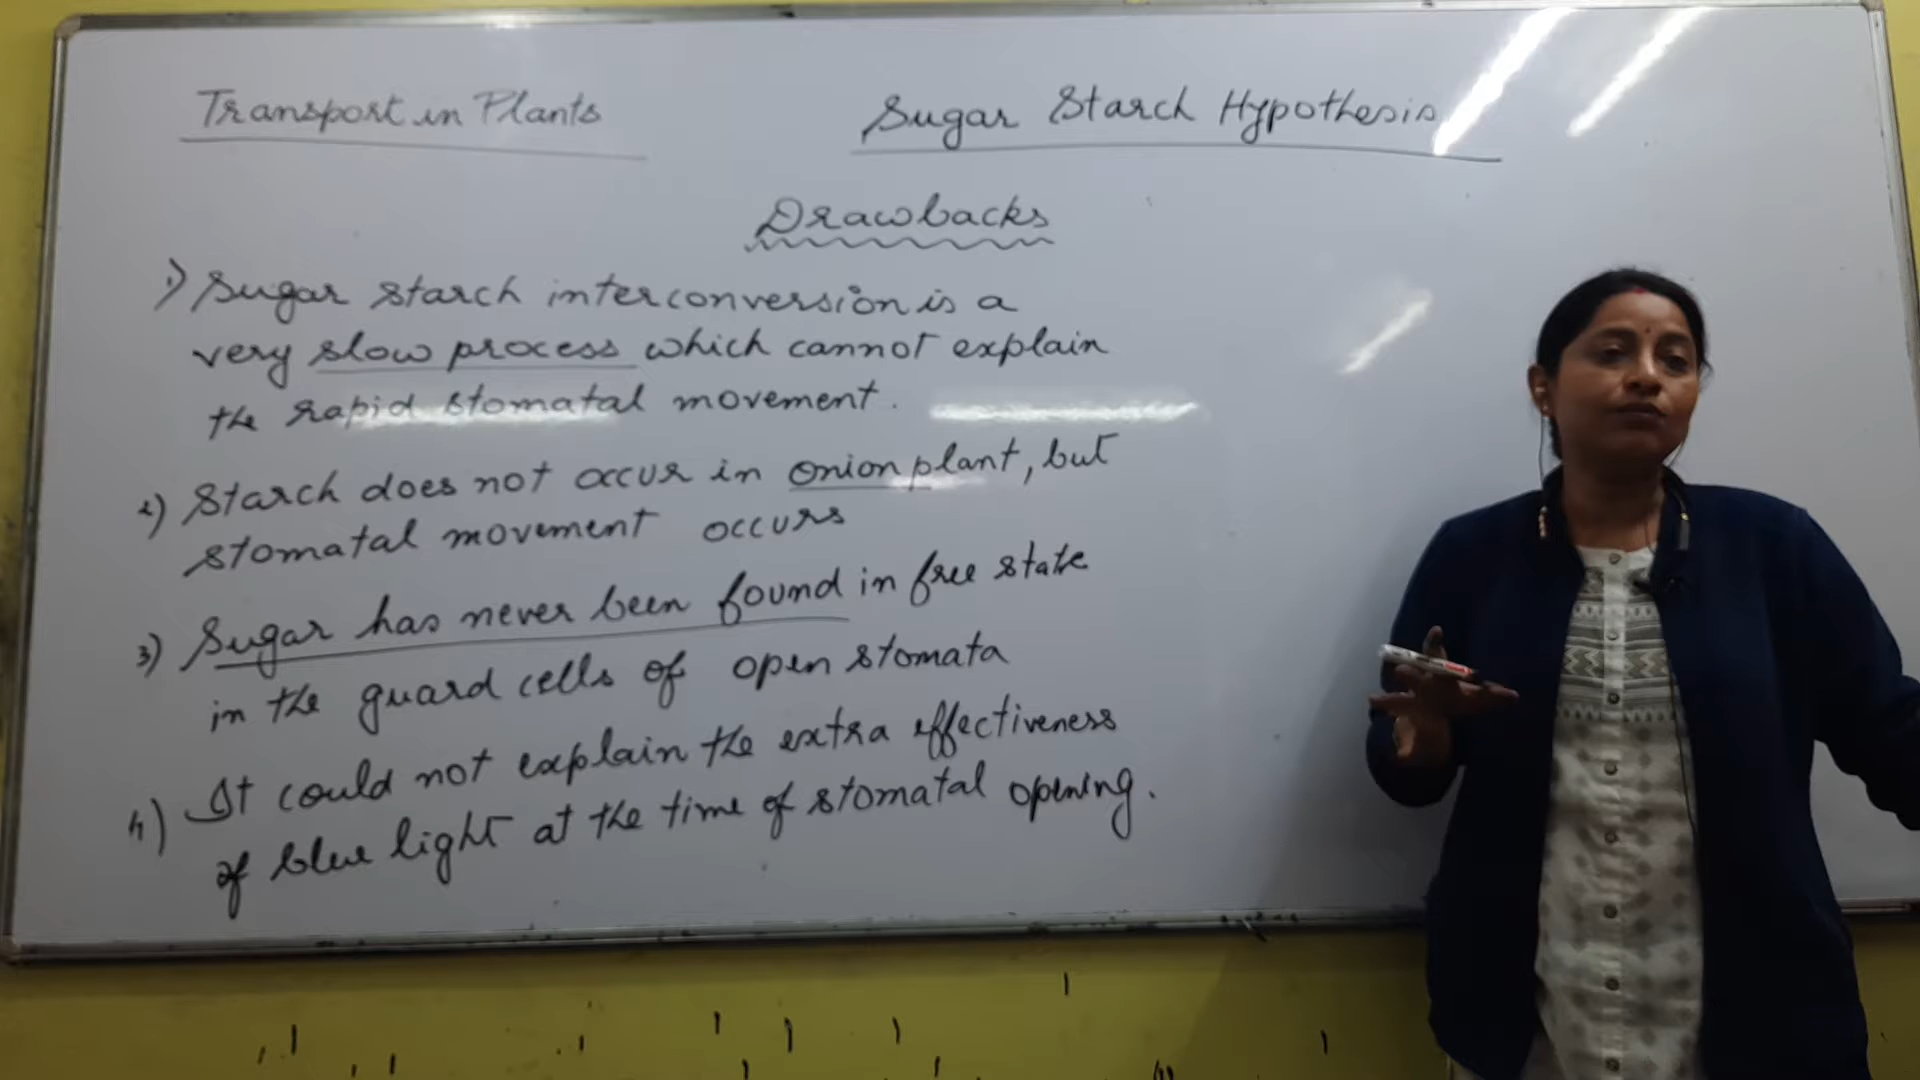 Transport in Plants
Sugar Starch Hypothesis
Drawbacks
1) Sugar starch interconversion is a
very slow process which cannot explain
the rapid stomatal movement.
2) Starch does not occur in onion plant, but
stomatal movement occurs
3) Sugar has never been found in free state
in the guard cells of open stomata
4) It could not explain the extra effectiveness
of blue light at the time of stomatal opening.